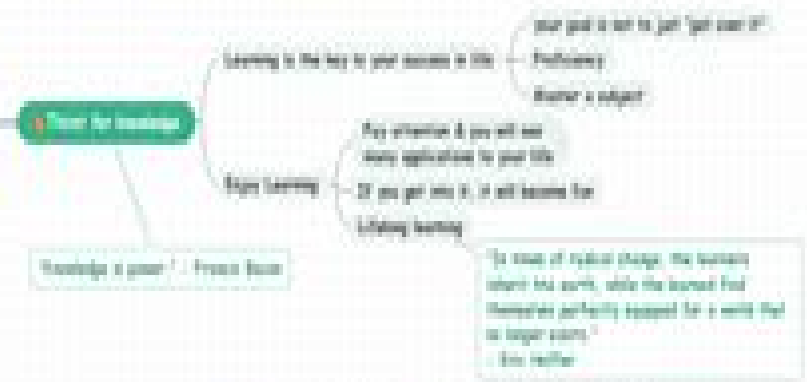 your goal is not to just "get over it"
Learning is the key to your success in life
Proficiency
Master a subject
Thirst for knowledge
Pay attention & you will see
many applications to your life
Enjoy Learning
If you get into it, it will become fun
Lifelong learning
"Knowledge is power." - Francis Bacon
"In times of radical change, the learners
inherit the earth, while the learned find
themselves perfectly equipped for a world that
no longer exists."
- Eric Hoffer